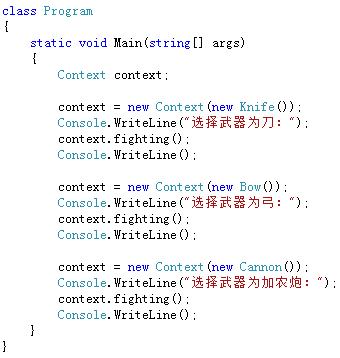 class Program
{
    static void Main(string[] args)
    {
        Context context;

        context = new Context(new Knife());
        Console.WriteLine("选择武器为刀：");
        context.fighting();
        Console.WriteLine();

        context = new Context(new Bow());
        Console.WriteLine("选择武器为弓：");
        context.fighting();
        Console.WriteLine();

        context = new Context(new Cannon());
        Console.WriteLine("选择武器为加农炮：");
        context.fighting();
        Console.WriteLine();
    }
}